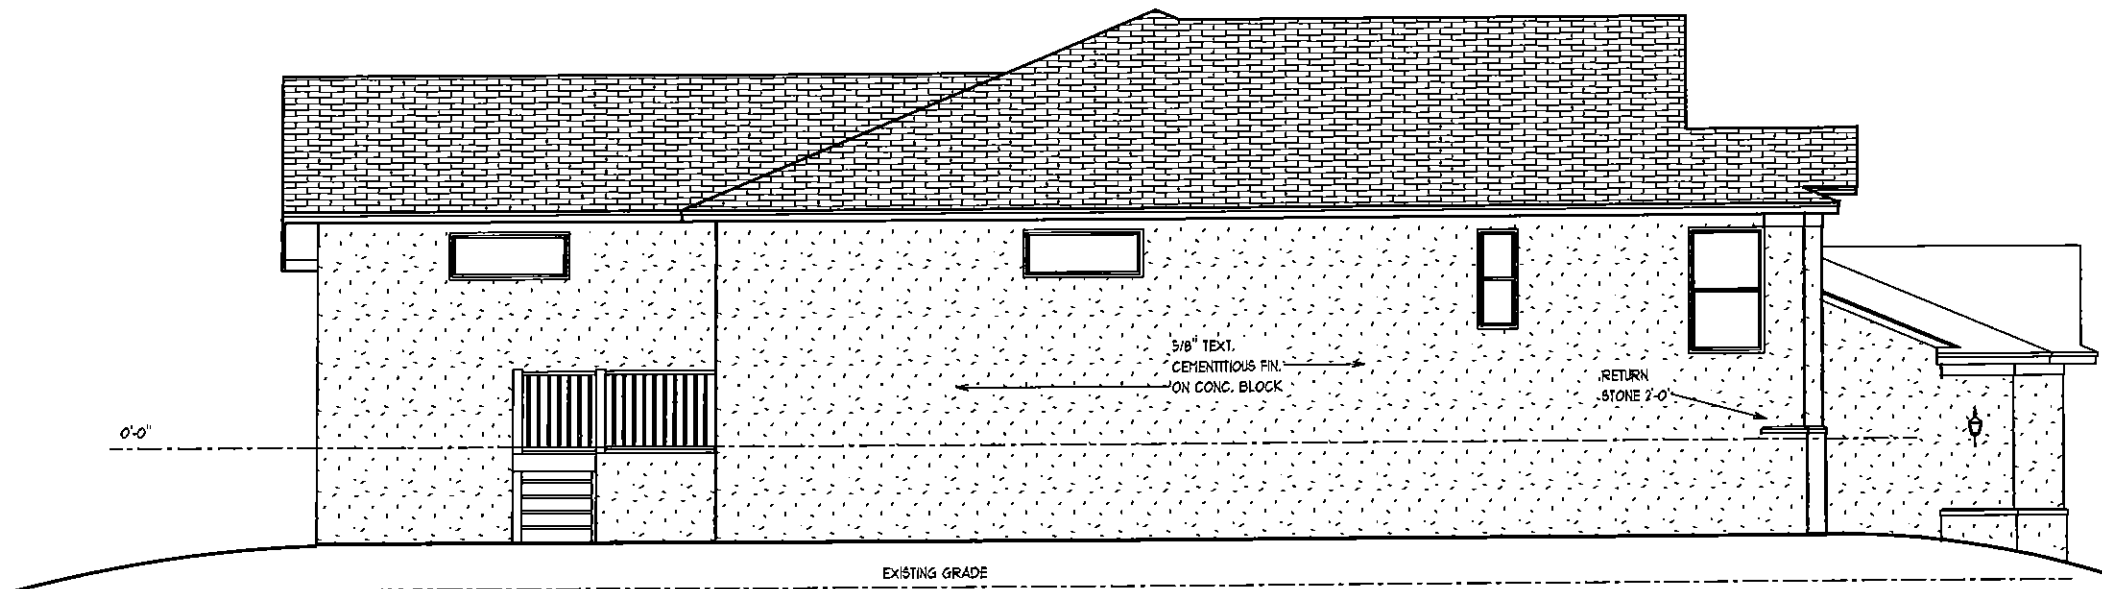 5/8" TEXT.
CEMENTITIOUS FIN.
ON CONC. BLOCK
RETURN
STONE 2'-0"
0'-0"
EXISTING GRADE